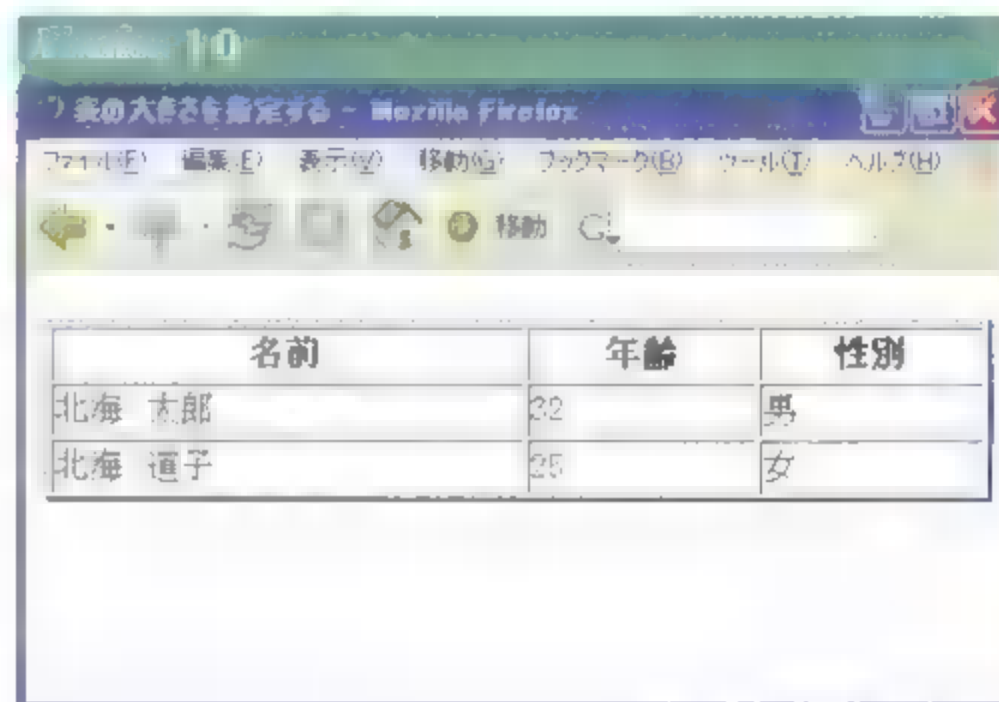 10
表の大きさを指定する - Mozilla Firefox
ファイル(F) 編集(E) 表示(V) 移動(G) ブックマーク(B) ツール(T) ヘルプ(H)
移動 G
名前 年齢 性別
北海 太郎 32 男
北海 道子 25 女